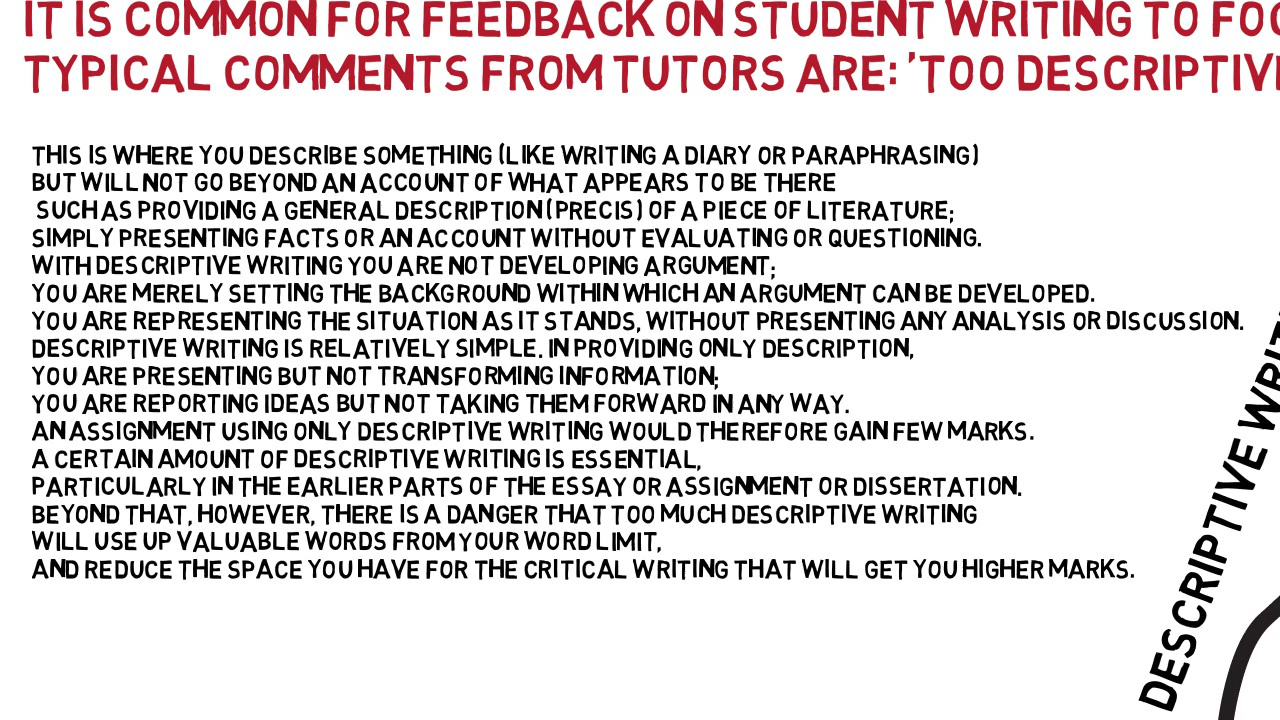 IT IS COMMON FOR FEEDBACK ON STUDENT WRITING TO
TYPICAL COMMENTS FROM TUTORS ARE: 'TOO DESCRIPTIV
THIS IS WHERE YOU DESCRIBE SOMETHING (LIKE WRITING A DIARY OR PARAPHRASING)
BUT WILL NOT GO BEYOND AN ACCOUNT OF WHAT APPEARS TO BE THERE
SUCH AS PROVIDING A GENERAL DESCRIPTION (PRECIS) OF A PIECE OF LITERATURE;
SIMPLY PRESENTING FACTS OR AN ACCOUNT WITHOUT EVALUATING OR QUESTIONING.
WITH DESCRIPTIVE WRITING YOU ARE NOT DEVELOPING ARGUMENT;
YOU ARE MERELY SETTING THE BACKGROUND WITHIN WHICH AN ARGUMENT CAN BE DEVELOPED.
YOU ARE REPRESENTING THE SITUATION AS IT STANDS, WITHOUT PRESENTING ANY ANALYSIS OR DISCUSSION.
DESCRIPTIVE WRITING IS RELATIVELY SIMPLE. IN PROVIDING ONLY DESCRIPTION,
YOU ARE PRESENTING BUT NOT TRANSFORMING INFORMATION;
YOU ARE REPORTING IDEAS BUT NOT TAKING THEM FORWARD IN ANY WAY.
AN ASSIGNMENT USING ONLY DESCRIPTIVE WRITING WOULD THEREFORE GAIN FEW MARKS.
A CERTAIN AMOUNT OF DESCRIPTIVE WRITING IS ESSENTIAL,
PARTICULARLY IN THE EARLIER PARTS OF THE ESSAY OR ASSIGNMENT OR DISSERTATION.
BEYOND THAT, HOWEVER, THERE IS A DANGER THAT TOO MUCH DESCRIPTIVE WRITING
WILL USE UP VALUABLE WORDS FROM YOUR WORD LIMIT,
AND REDUCE THE SPACE YOU HAVE FOR THE CRITICAL WRITING THAT WILL GET YOU HIGHER MARKS.
DESCRIPTIVE WRIT